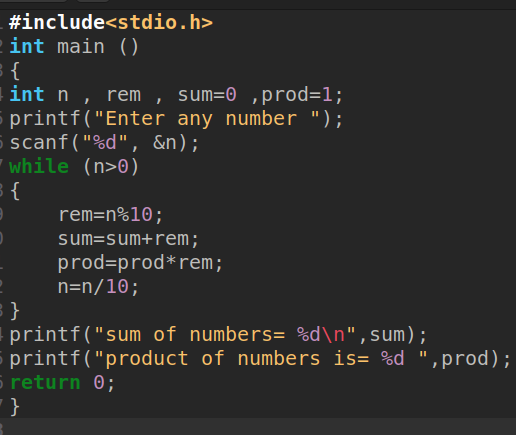 #include<stdio.h>
int main ()
{
int n , rem , sum=0 ,prod=1;
printf("Enter any number ");
scanf("%d", &n);
while (n>0)
{
    rem=n%10;
    sum=sum+rem;
    prod=prod*rem;
    n=n/10;
}
printf("sum of numbers= %d\n",sum);
printf("product of numbers is= %d ",prod);
return 0;
}